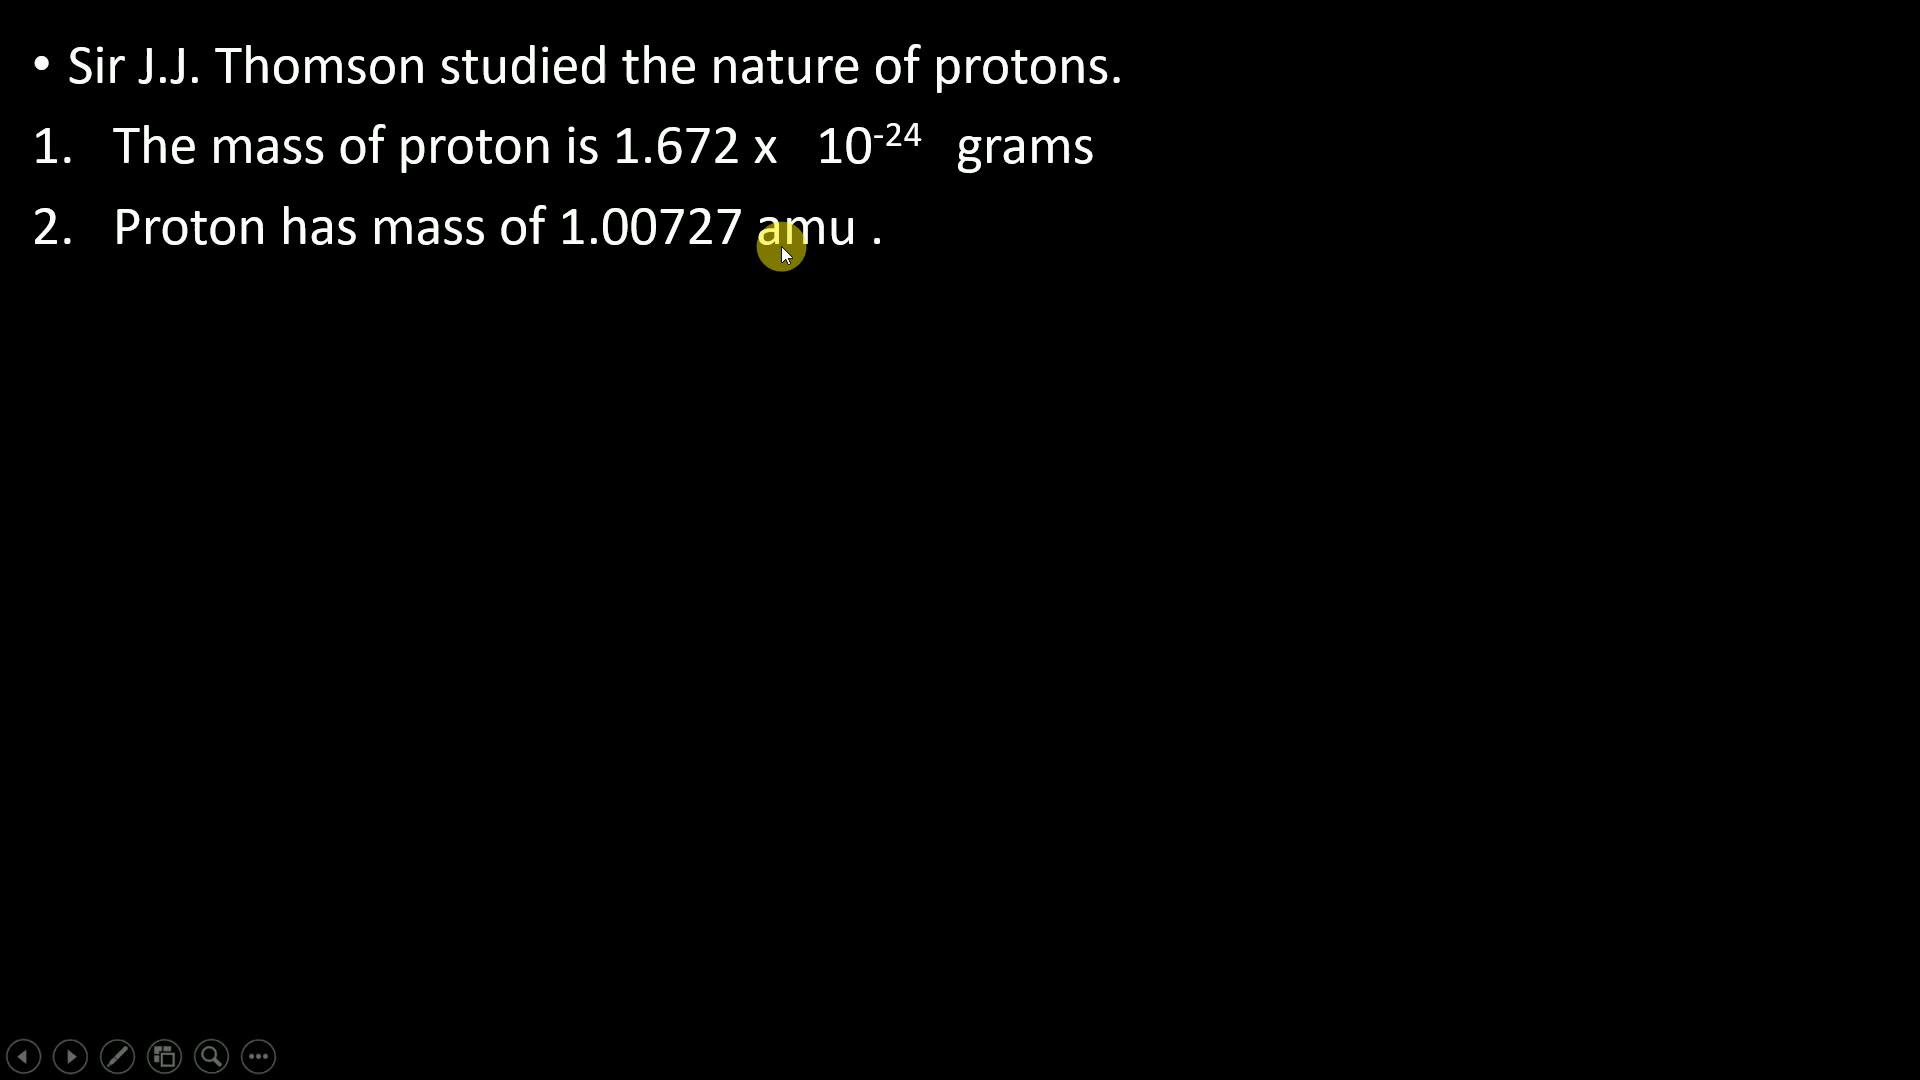 • Sir J.J. Thomson studied the nature of protons.
1. The mass of proton is 1.672 x 10⁻²⁴ grams
2. Proton has mass of 1.00727 amu .